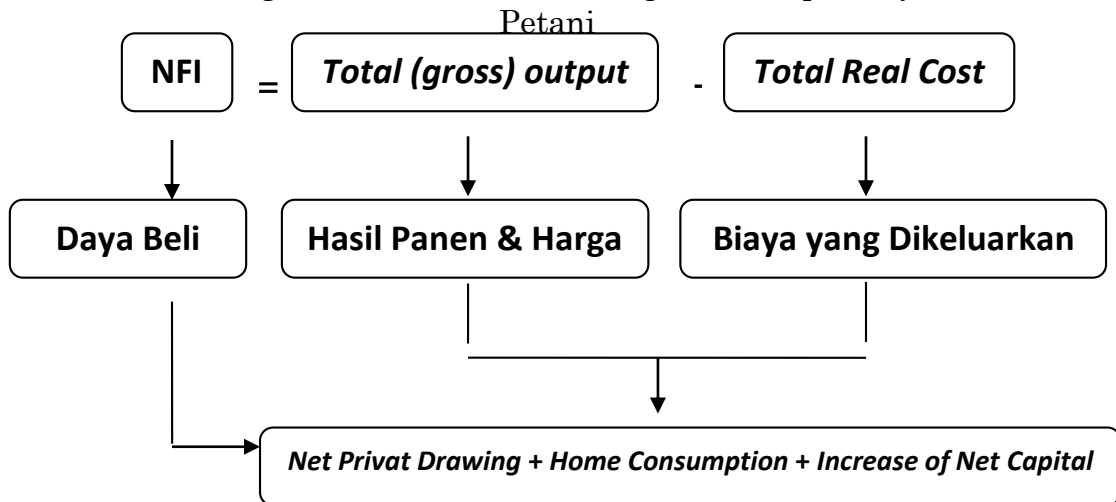 Petani
NFI = Total (gross) output - Total Real Cost
Daya Beli Hasil Panen & Harga Biaya yang Dikeluarkan
Net Privat Drawing + Home Consumption + Increase of Net Capital